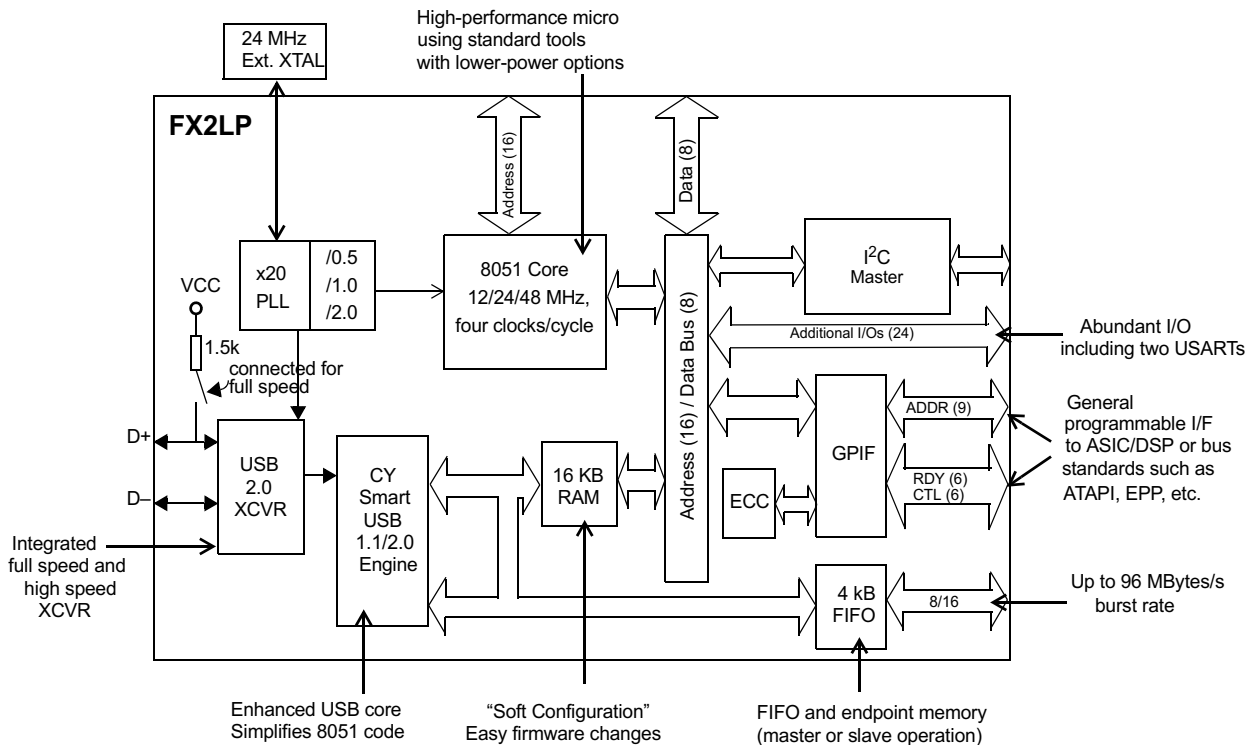 High-performance micro
using standard tools
with lower-power options
24 MHz
Ext. XTAL
FX2LP
Address (16)
Data (8)
x20
PLL
/0.5
/1.0
/2.0
8051 Core
12/24/48 MHz,
four clocks/cycle
I²C
Master
VCC
1.5k
connected for
full speed
Additional I/Os (24)
Abundant I/O
including two USARTs
Address (16) / Data Bus (8)
ADDR (9)
General
programmable I/F
to ASIC/DSP or bus
standards such as
ATAPI, EPP, etc.
D+
D–
USB
2.0
XCVR
CY
Smart
USB
1.1/2.0
Engine
16 KB
RAM
ECC
GPIF
RDY (6)
CTL (6)
Integrated
full speed and
high speed
XCVR
4 kB
FIFO
8/16
Up to 96 MBytes/s
burst rate
Enhanced USB core
Simplifies 8051 code
“Soft Configuration”
Easy firmware changes
FIFO and endpoint memory
(master or slave operation)